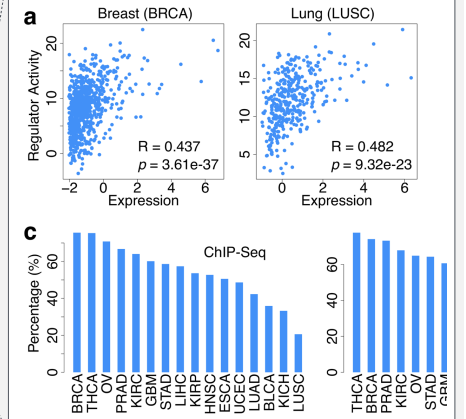 a
Breast (BRCA)
Lung (LUSC)
Regulator Activity
20
10
0
R = 0.437
p = 3.61e-37
−2 0 2 4 6
Expression
20
15
10
5
R = 0.482
p = 9.32e-23
0 2 4 6
Expression
c
ChIP-Seq
Percentage (%)
60
40
20
0
BRCA THCA OV PRAD KIRC GBM STAD LIHC KIRP HNSC ESCA UCEC LUAD BLCA KICH LUSC
60
40
20
0
THCA BRCA PRAD KIRC OV STAD GBM